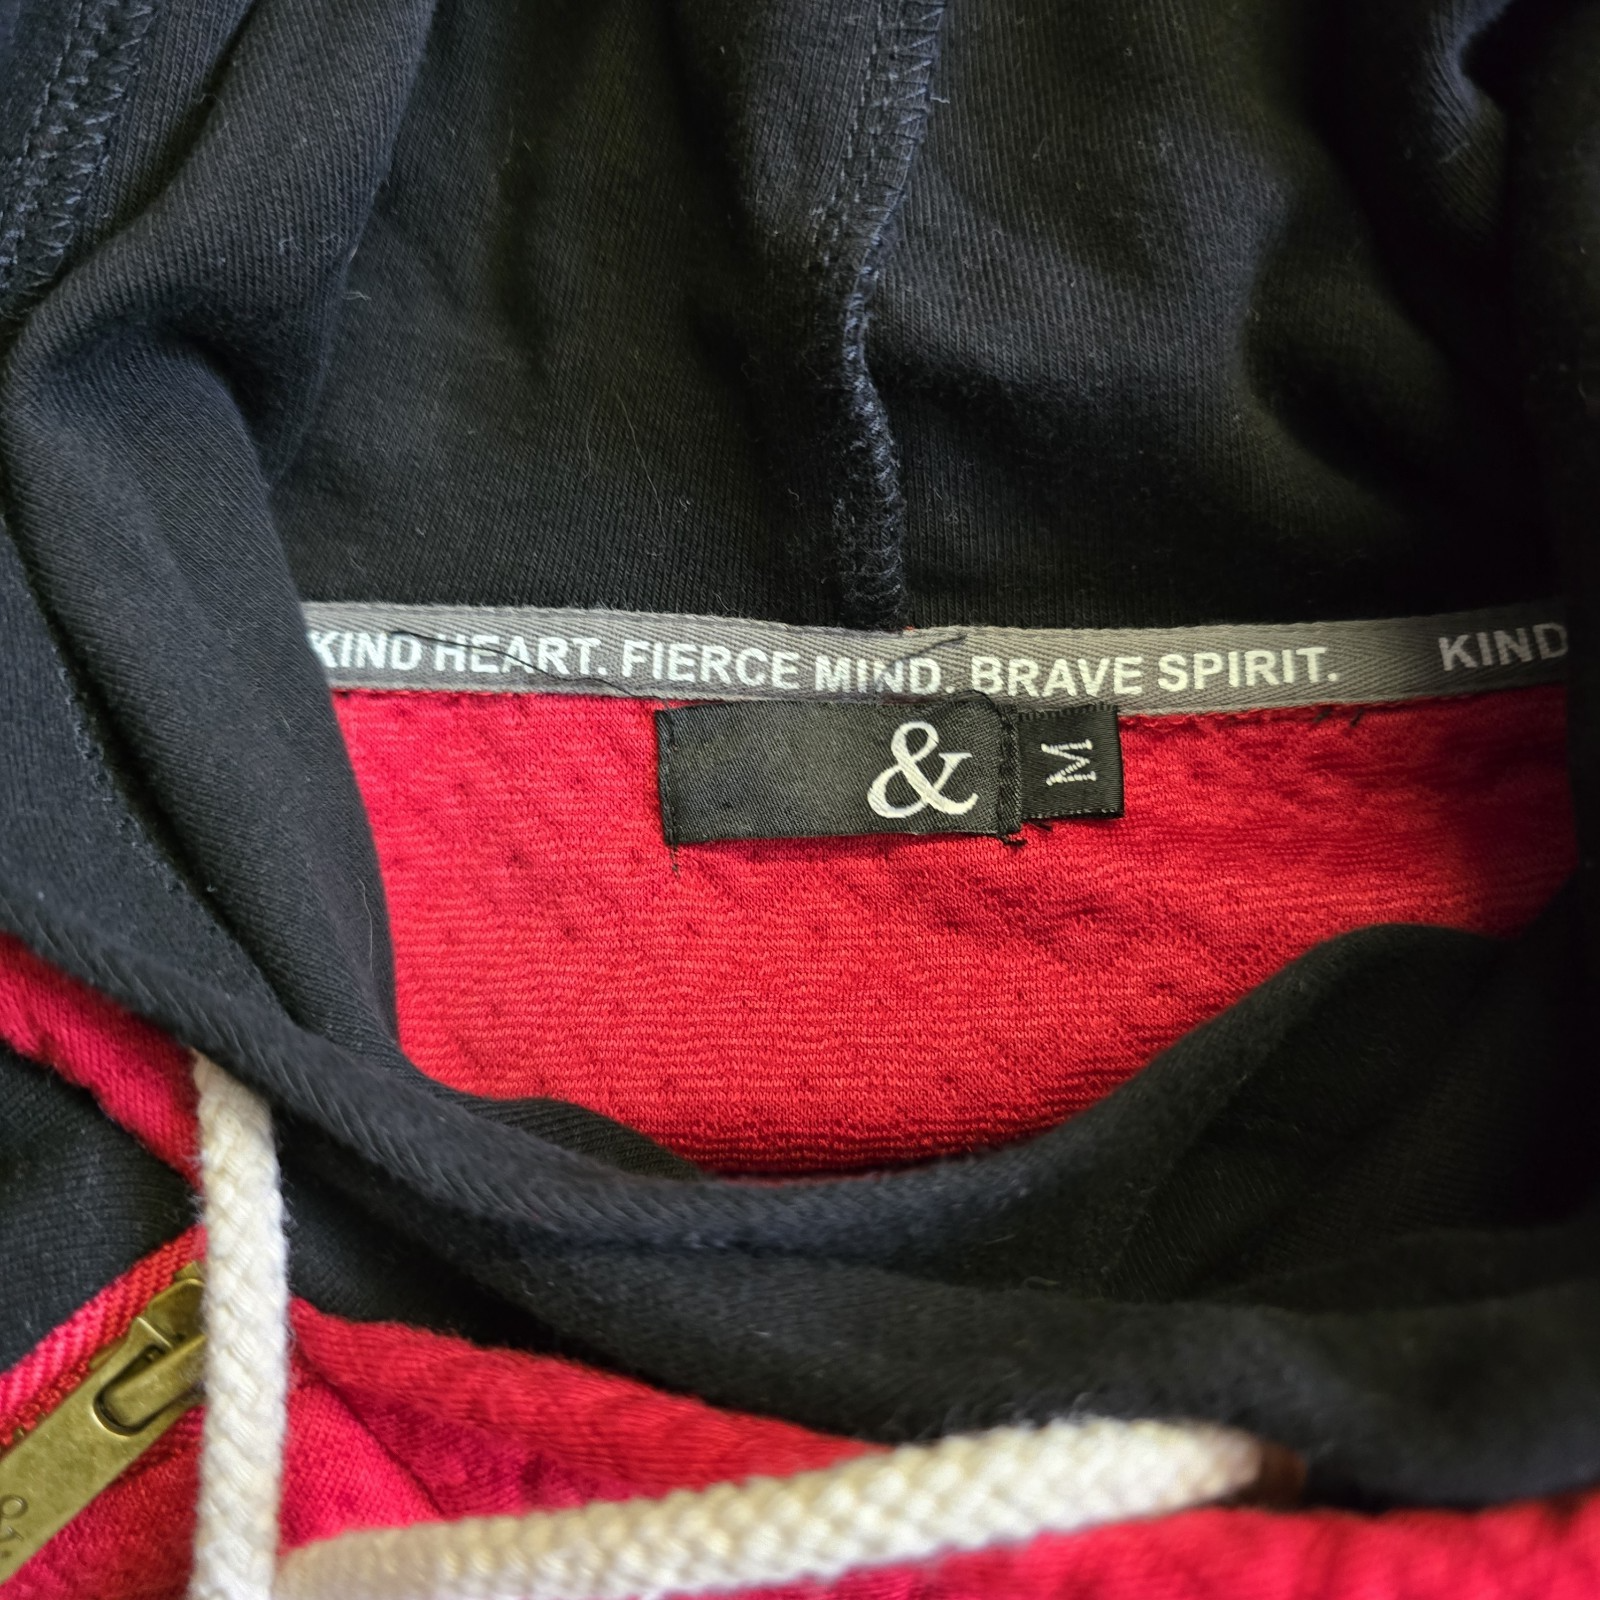 KIND HEART. FIERCE MIND. BRAVE SPIRIT. KIND
& M